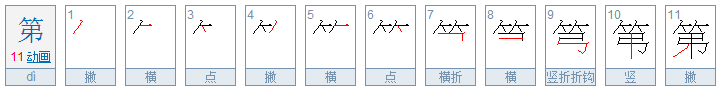 第
11 动画
dì
1 撇
2 横
3 点
4 撇
5 横
6 点
7 横折
8 横
9 竖折折钩
10 竖
11 撇